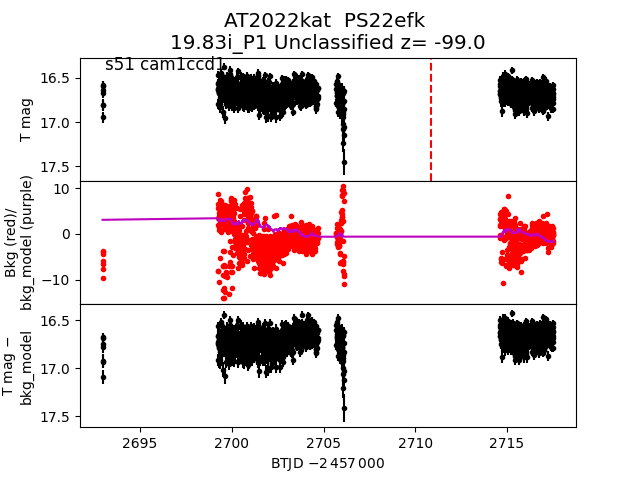 AT2022kat  PS22efk
19.83i_P1 Unclassified z= -99.0
s51 cam1ccd1
T mag
16.5
17.0
17.5
Bkg (red)/
bkg_model (purple)
10
0
−10
T mag −
bkg_model
16.5
17.0
17.5
2695
2700
2705
2710
2715
BTJD −2 457 000